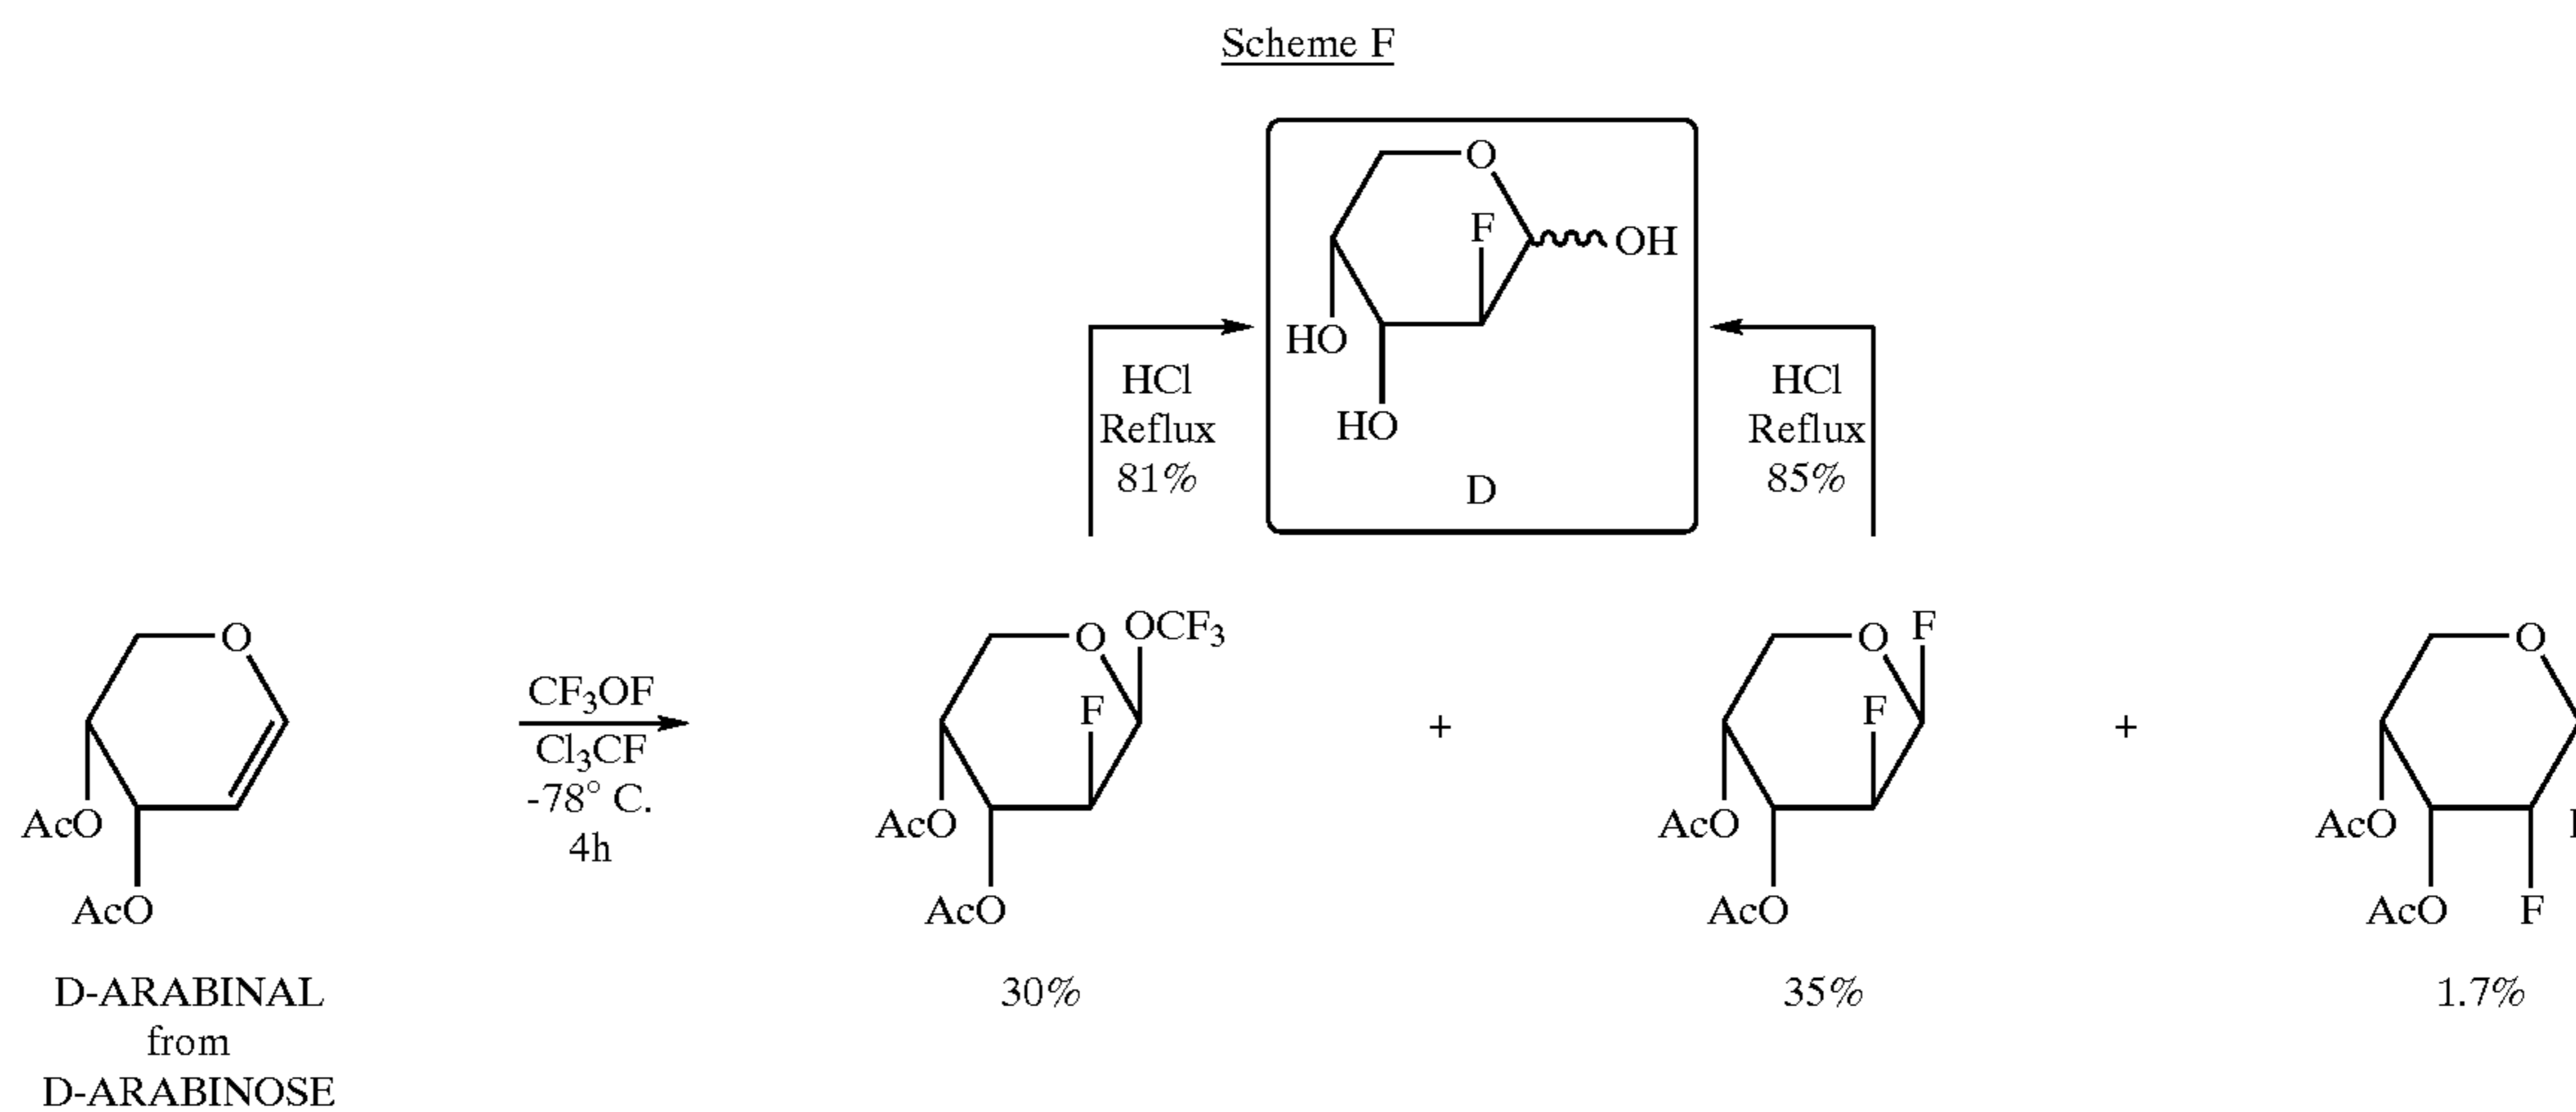 Scheme F
O
F
OH
HO
HO
D
HCl
Reflux
81%
HCl
Reflux
85%
O
AcO
AcO
CF3OF
Cl3CF
-78° C.
4h
O
OCF3
F
AcO
AcO
+
O
F
F
AcO
AcO
+
O
AcO
AcO
F
D-ARABINAL
from
D-ARABINOSE
30%
35%
1.7%